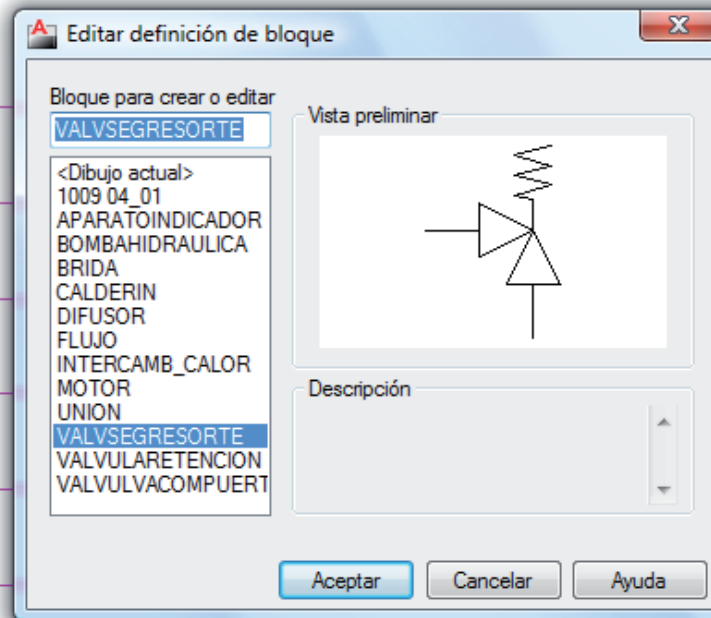 Editar definición de bloque
Bloque para crear o editar
VALVSEGRESORTE
<Dibujo actual>
1009 04_01
APARATOINDICADOR
BOMBAHIDRAULICA
BRIDA
CALDERIN
DIFUSOR
FLUJO
INTERCAMB_CALOR
MOTOR
UNION
VALVSEGRESORTE
VALVULARETENCION
VALVULVACOMPUERT
Vista preliminar
Descripción
Aceptar
Cancelar
Ayuda